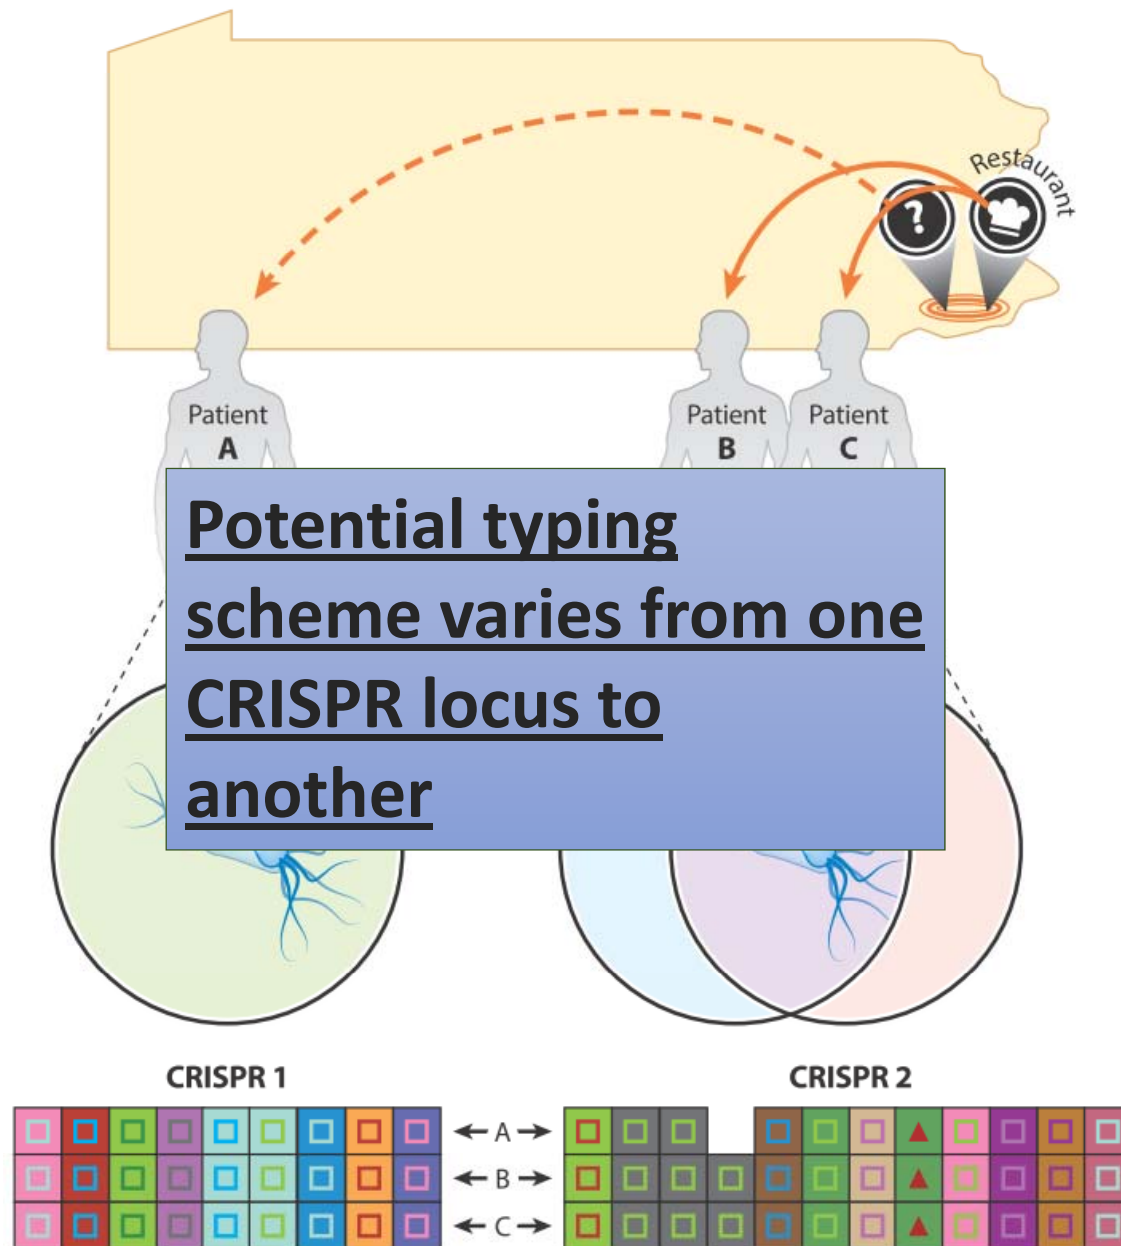 Restaurant
?
Patient
A
Patient
B
Patient
C
Potential typing
scheme varies from one
CRISPR locus to
another
CRISPR 1
CRISPR 2
A
B
C